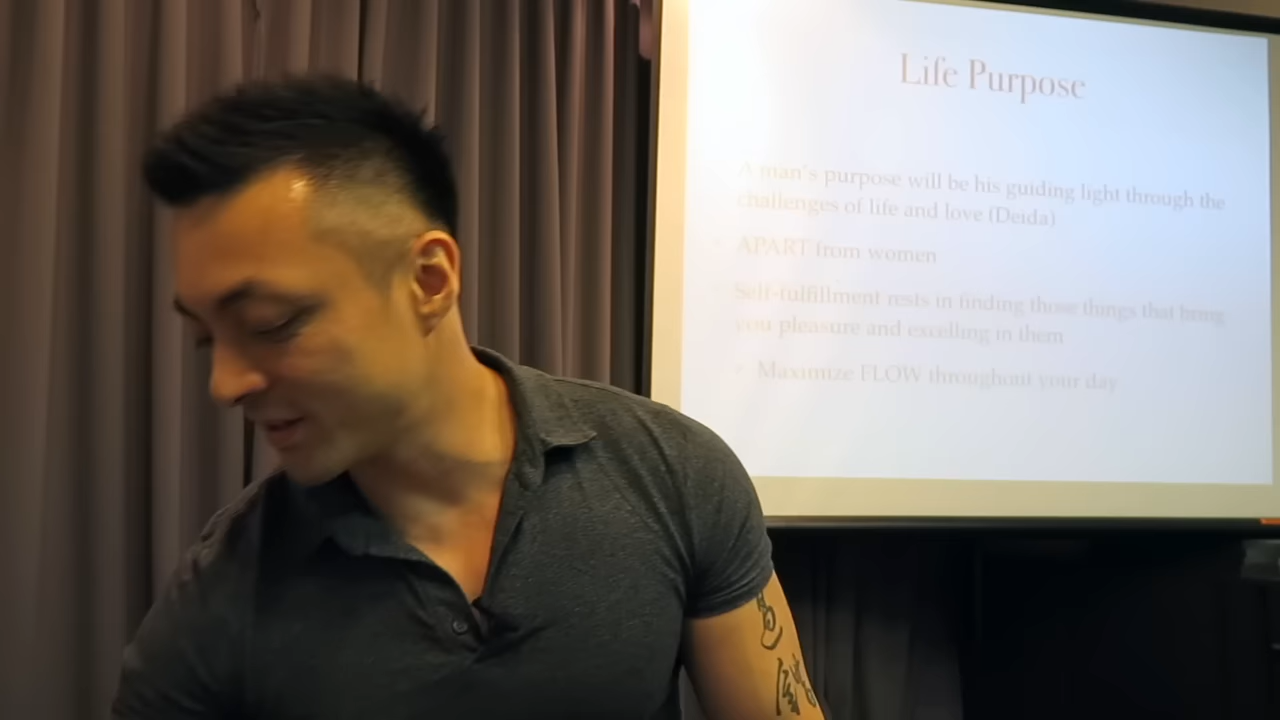 Life Purpose
A man's purpose will be his guiding light through the
challenges of life and love (Deida)
• APART from women
Self-fulfillment rests in finding those things that bring
you pleasure and excelling in them
• Maximize FLOW throughout your day